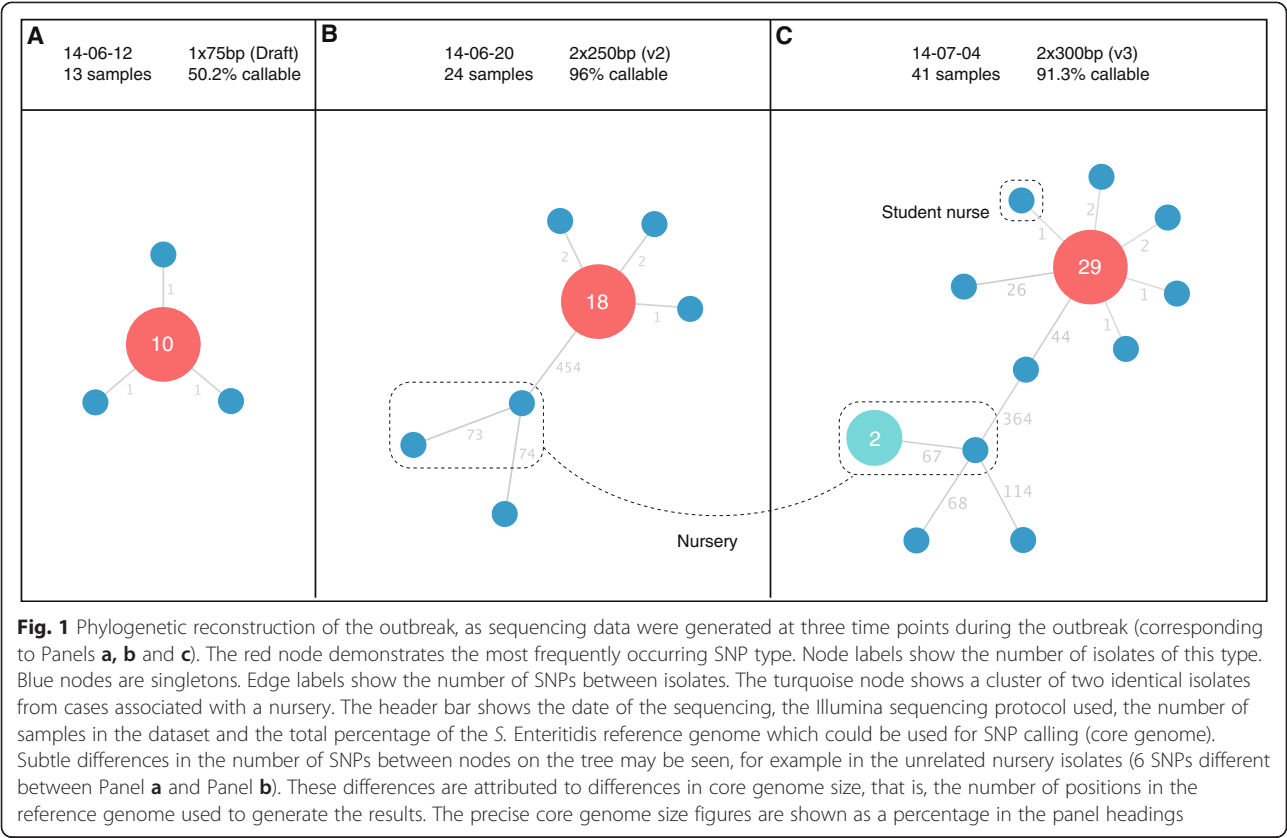 A
14-06-12 1x75bp (Draft)
13 samples 50.2% callable
1
10
1
1
B
14-06-20 2x250bp (v2)
24 samples 96% callable
2
2
18
1
454
73
74
Nursery
C
14-07-04 2x300bp (v3)
41 samples 91.3% callable
Student nurse
2
1
2
29
26
1
1
44
364
2
67
114
68
Fig. 1 Phylogenetic reconstruction of the outbreak, as sequencing data were generated at three time points during the outbreak (corresponding
to Panels a, b and c). The red node demonstrates the most frequently occurring SNP type. Node labels show the number of isolates of this type.
Blue nodes are singletons. Edge labels show the number of SNPs between isolates. The turquoise node shows a cluster of two identical isolates
from cases associated with a nursery. The header bar shows the date of the sequencing, the Illumina sequencing protocol used, the number of
samples in the dataset and the total percentage of the S. Enteritidis reference genome which could be used for SNP calling (core genome).
Subtle differences in the number of SNPs between nodes on the tree may be seen, for example in the unrelated nursery isolates (6 SNPs different
between Panel a and Panel b). These differences are attributed to differences in core genome size, that is, the number of positions in the
reference genome used to generate the results. The precise core genome size figures are shown as a percentage in the panel headings